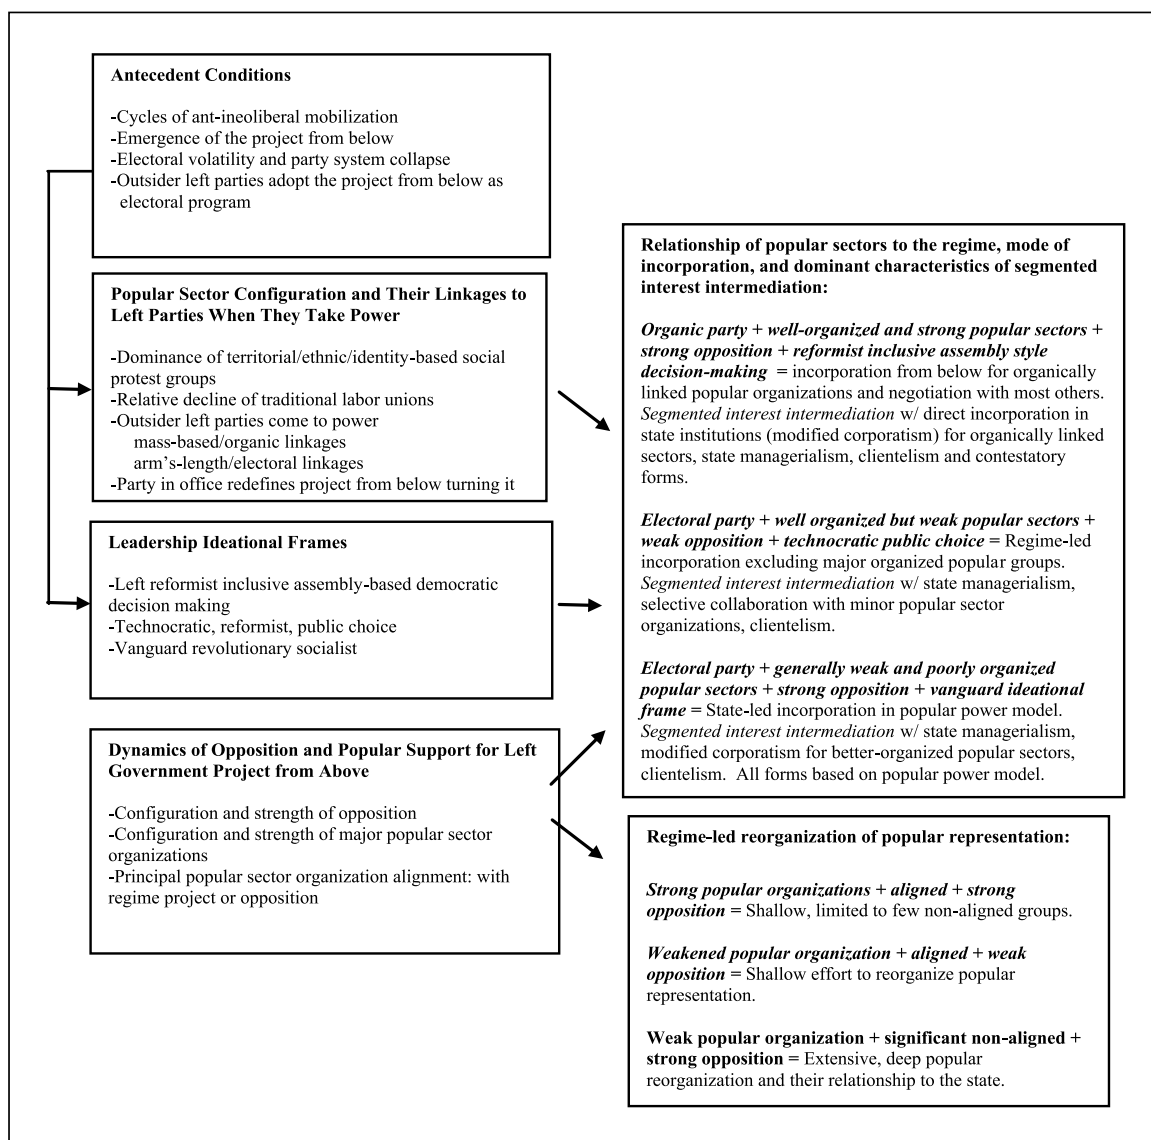 Antecedent Conditions
-Cycles of ant-ineoliberal mobilization
-Emergence of the project from below
-Electoral volatility and party system collapse
-Outsider left parties adopt the project from below as
electoral program
Popular Sector Configuration and Their Linkages to
Left Parties When They Take Power
-Dominance of territorial/ethnic/identity-based social
protest groups
-Relative decline of traditional labor unions
-Outsider left parties come to power
mass-based/organic linkages
arm's-length/electoral linkages
-Party in office redefines project from below turning it
Leadership Ideational Frames
-Left reformist inclusive assembly-based democratic
decision making
-Technocratic, reformist, public choice
-Vanguard revolutionary socialist
Dynamics of Opposition and Popular Support for Left
Government Project from Above
-Configuration and strength of opposition
-Configuration and strength of major popular sector
organizations
-Principal popular sector organization alignment: with
regime project or opposition
Relationship of popular sectors to the regime, mode of
incorporation, and dominant characteristics of segmented
interest intermediation:
Organic party + well-organized and strong popular sectors +
strong opposition + reformist inclusive assembly style
decision-making = incorporation from below for organically
linked popular organizations and negotiation with most others.
Segmented interest intermediation w/ direct incorporation in
state institutions (modified corporatism) for organically linked
sectors, state managerialism, clientelism and contestatory
forms.
Electoral party + well organized but weak popular sectors +
weak opposition + technocratic public choice = Regime-led
incorporation excluding major organized popular groups.
Segmented interest intermediation w/ state managerialism,
selective collaboration with minor popular sector
organizations, clientelism.
Electoral party + generally weak and poorly organized
popular sectors + strong opposition + vanguard ideational
frame = State-led incorporation in popular power model.
Segmented interest intermediation w/ state managerialism,
modified corporatism for better-organized popular sectors,
clientelism. All forms based on popular power model.
Regime-led reorganization of popular representation:
Strong popular organizations + aligned + strong
opposition = Shallow, limited to few non-aligned groups.
Weakened popular organization + aligned + weak
opposition = Shallow effort to reorganize popular
representation.
Weak popular organization + significant non-aligned +
strong opposition = Extensive, deep popular
reorganization and their relationship to the state.